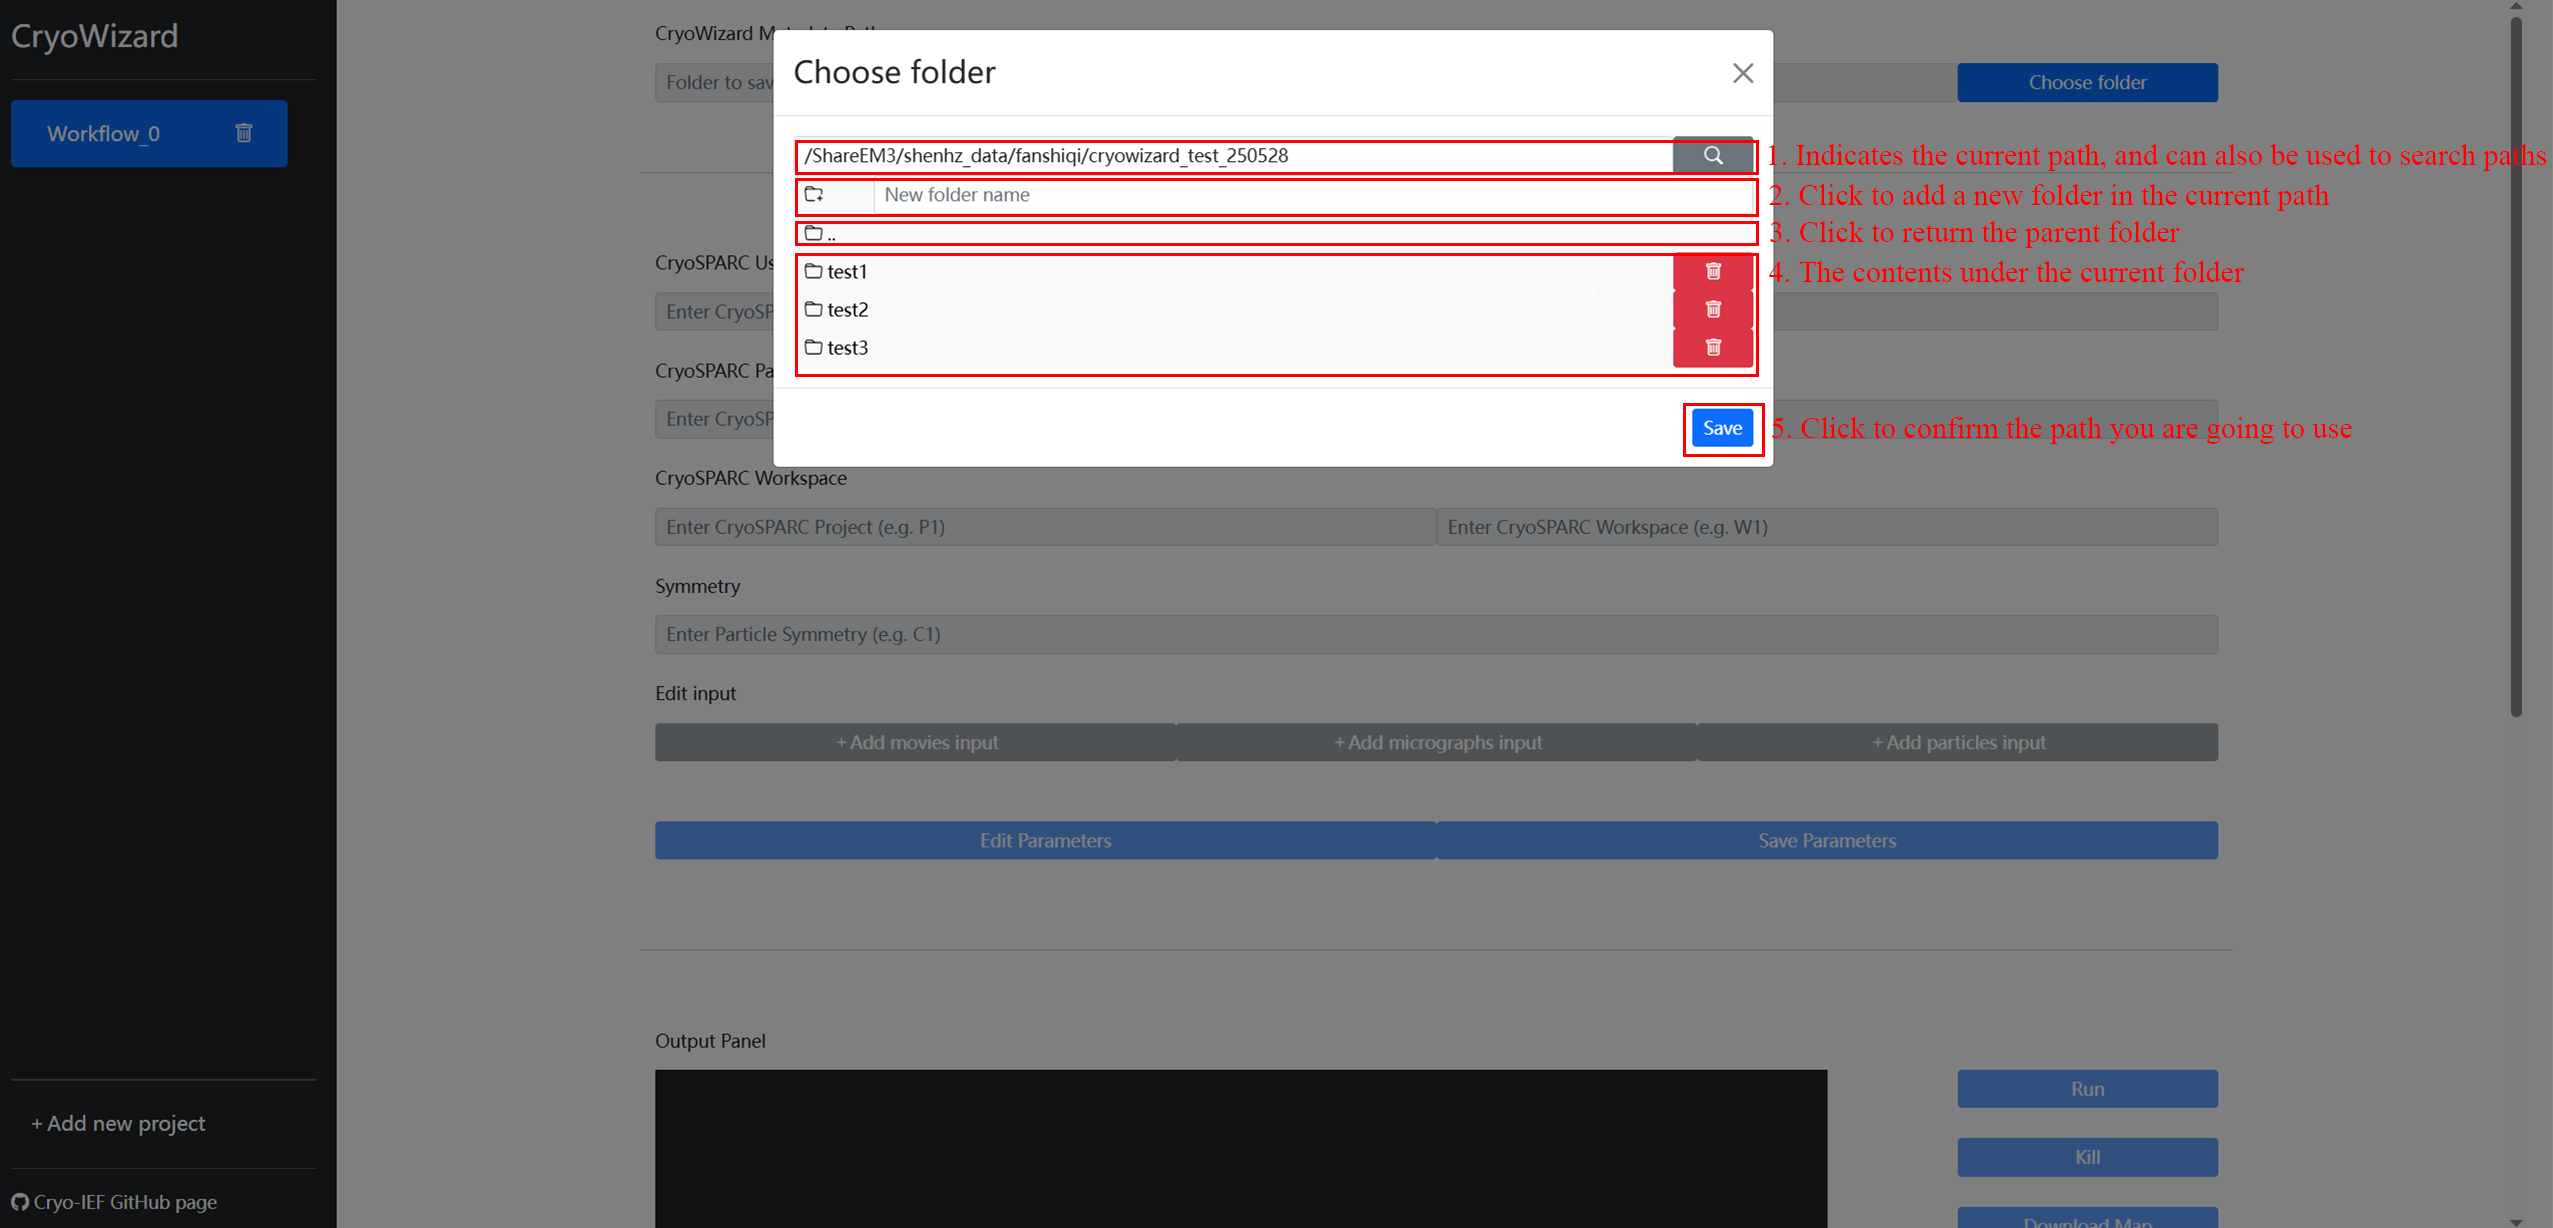 CryoWizard
Workflow_0
+ Add new project
Cryo-IEF GitHub page
CryoWizard
Folder to sav
Choose folder
Choose folder
/ShareEM3/shenhz_data/fanshiqi/cryowizard_test_250528
1. Indicates the current path, and can also be used to search paths
New folder name
2. Click to add a new folder in the current path
..
3. Click to return the parent folder
test1
4. The contents under the current folder
test2
test3
Save
5. Click to confirm the path you are going to use
CryoSPARC Us
Enter CryoSP
CryoSPARC Pa
Enter CryoSP
CryoSPARC Workspace
Enter CryoSPARC Project (e.g. P1)
Enter CryoSPARC Workspace (e.g. W1)
Symmetry
Enter Particle Symmetry (e.g. C1)
Edit input
+ Add movies input
+ Add micrographs input
+ Add particles input
Edit Parameters
Save Parameters
Output Panel
Run
Kill
Download Map